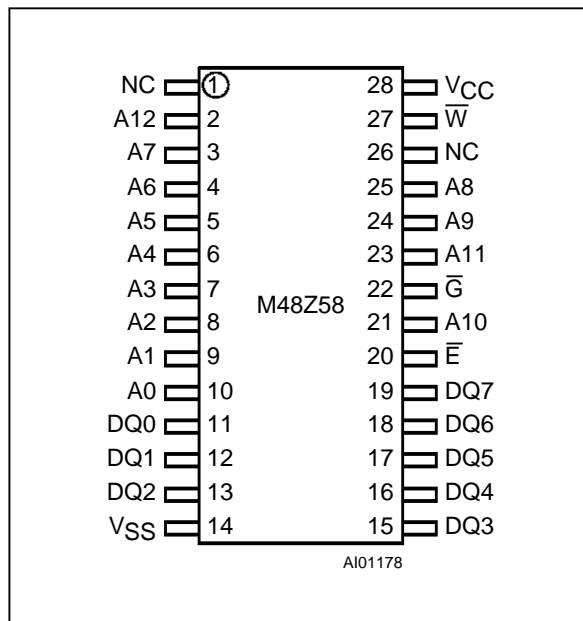 NC 1 28 VCC
A12 2 27 W̅
A7 3 26 NC
A6 4 25 A8
A5 5 24 A9
A4 6 23 A11
A3 7 22 G̅
M48Z58
A2 8 21 A10
A1 9 20 E̅
A0 10 19 DQ7
DQ0 11 18 DQ6
DQ1 12 17 DQ5
DQ2 13 16 DQ4
VSS 14 15 DQ3
AI01178